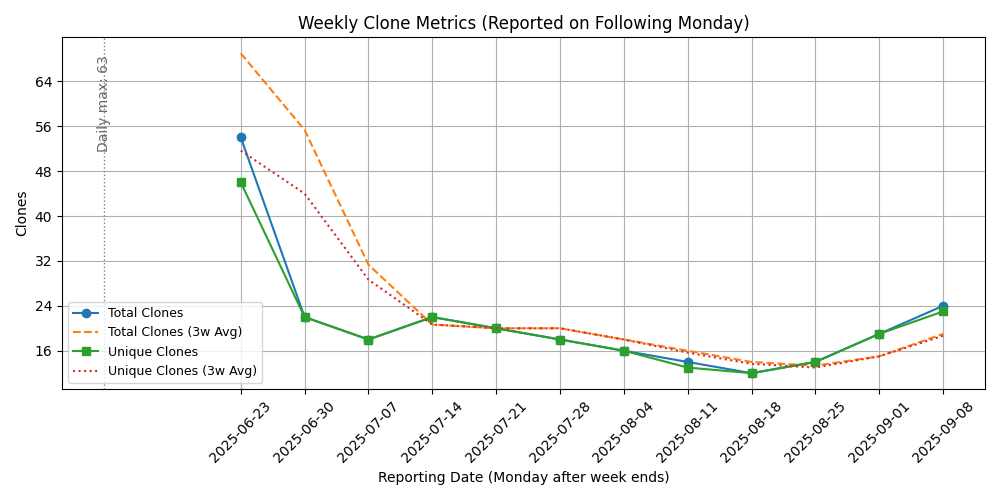 Weekly Clone Metrics (Reported on Following Monday)
Clones
64
56
48
40
32
24
16
Daily max: 63
Total Clones
Total Clones (3w Avg)
Unique Clones
Unique Clones (3w Avg)
2025-06-23
2025-06-30
2025-07-07
2025-07-14
2025-07-21
2025-07-28
2025-08-04
2025-08-11
2025-08-18
2025-08-25
2025-09-01
2025-09-08
Reporting Date (Monday after week ends)